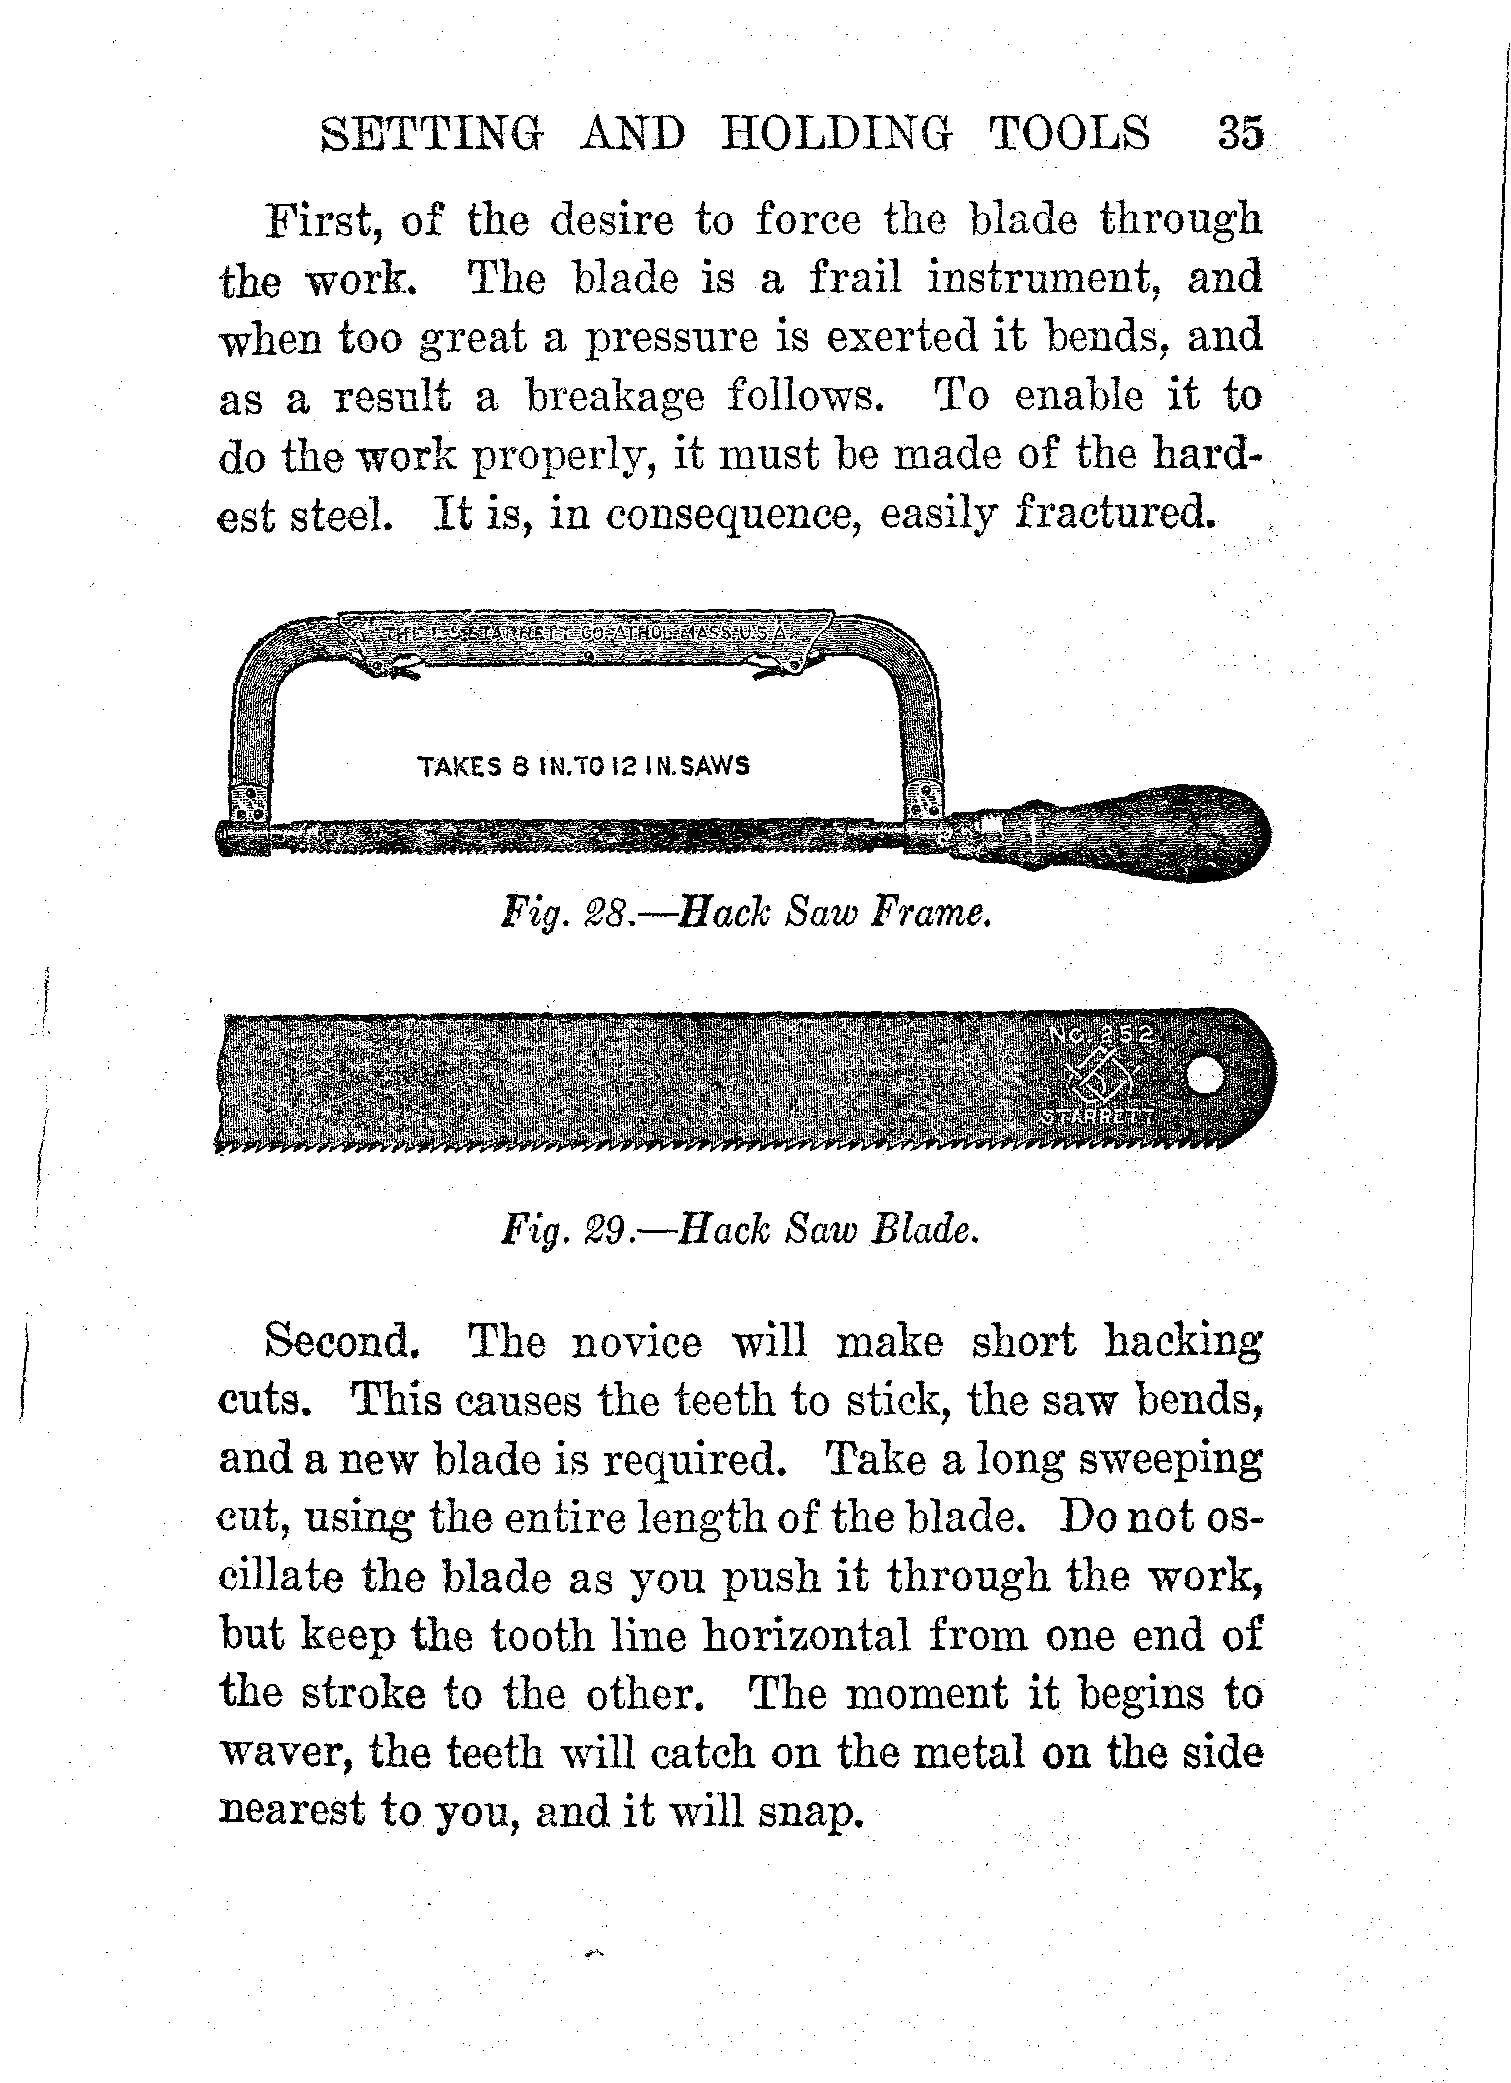 SETTING AND HOLDING TOOLS 35
First, of the desire to force the blade through
the work. The blade is a frail instrument, and
when too great a pressure is exerted it bends, and
as a result a breakage follows. To enable it to
do the work properly, it must be made of the hard-
est steel. It is, in consequence, easily fractured.
THE L.S. STARRETT CO. ATHOL. MASS. U.S.A.
TAKES 8 IN. TO 12 IN. SAWS
Fig. 28.—Hack Saw Frame.
No. 252
STARRETT
Fig. 29.—Hack Saw Blade.
Second. The novice will make short hacking
cuts. This causes the teeth to stick, the saw bends,
and a new blade is required. Take a long sweeping
cut, using the entire length of the blade. Do not os-
cillate the blade as you push it through the work,
but keep the tooth line horizontal from one end of
the stroke to the other. The moment it begins to
waver, the teeth will catch on the metal on the side
nearest to you, and it will snap.